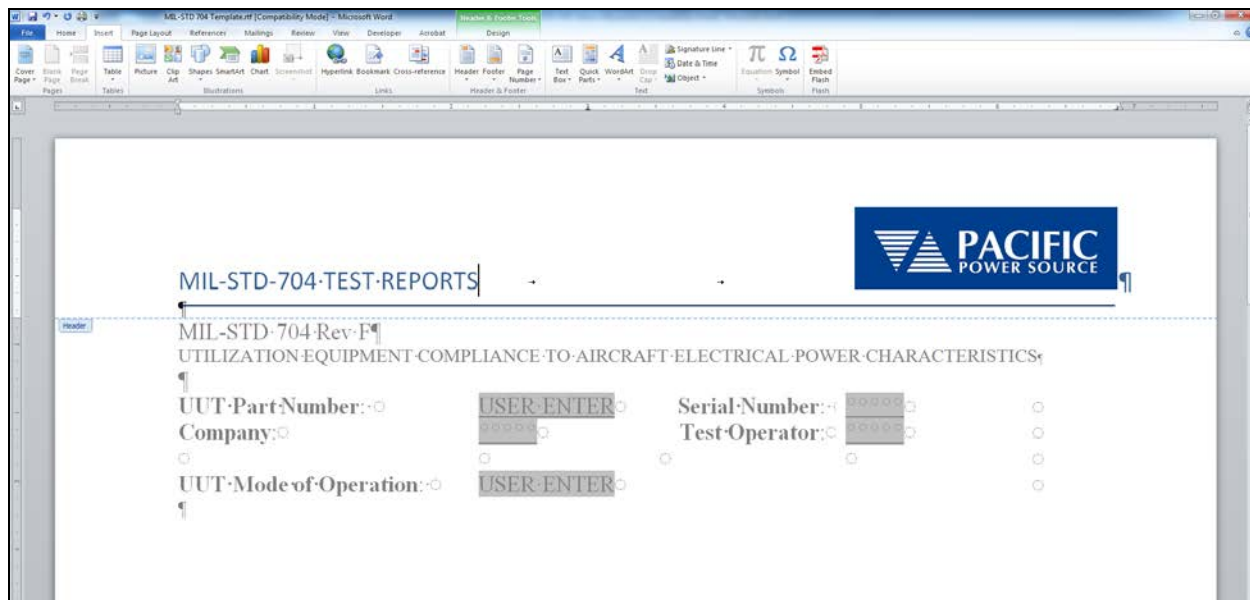 MIL-STD 704 Template.rtf [Compatibility Mode] - Microsoft Word
Header & Footer Tools
File Home Insert Page Layout References Mailings Review View Developer Acrobat Design
Cover Page Blank Page Page Break Table Picture Clip Art Shapes SmartArt Chart Screenshot Hyperlink Bookmark Cross-reference Header Footer Page Number Text Box Quick Parts WordArt Drop Cap Signature Line Date & Time Object Equation Symbol Embed Flash
Pages Tables Illustrations Links Header & Footer Text Symbols Flash
PACIFIC
POWER SOURCE
MIL-STD-704·TEST·REPORTS
Header
MIL-STD·704·Rev·F¶
UTILIZATION·EQUIPMENT·COMPLIANCE·TO·AIRCRAFT·ELECTRICAL·POWER·CHARACTERISTICS¶
UUT·Part·Number:· USER·ENTER Serial·Number:·
Company: Test·Operator:
UUT·Mode·of·Operation:· USER·ENTER